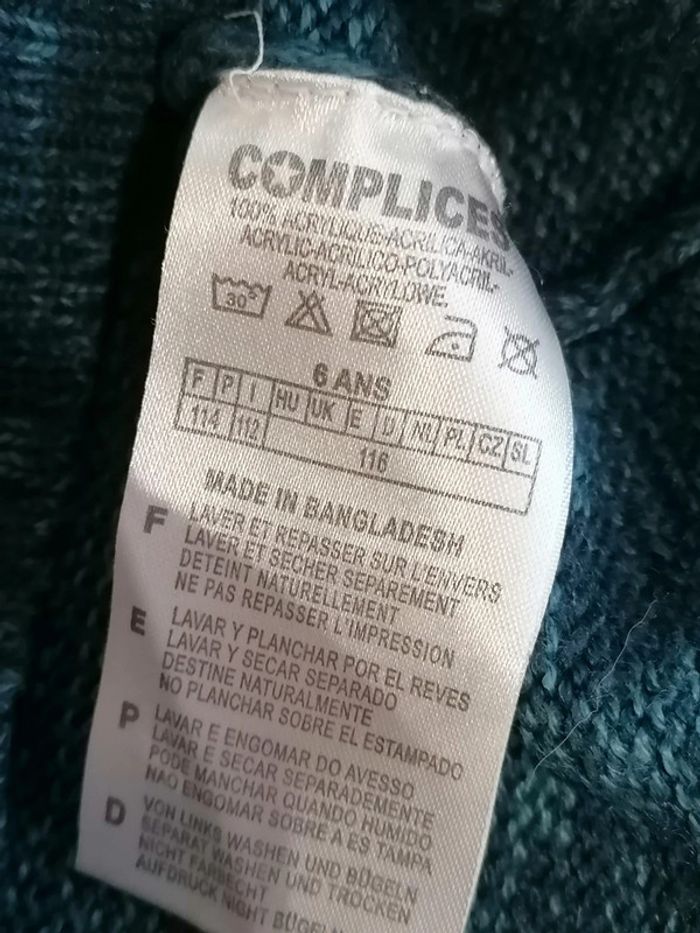 COMPLICES
100% ACRYLIQUE-ACRILICA-AKRIL-
ACRYLIC-ACRILICO-POLYACRIL-
ACRYL-ACRYLOWE.
30°
6 ANS
F P I HU UK E D NL PL CZ SL
114 112 116
MADE IN BANGLADESH
F LAVER ET REPASSER SUR L'ENVERS
LAVER ET SECHER SEPAREMENT
DETEINT NATURELLEMENT
NE PAS REPASSER L'IMPRESSION
E LAVAR Y PLANCHAR POR EL REVES
LAVAR Y SECAR SEPARADO
DESTINE NATURALMENTE
NO PLANCHAR SOBRE EL ESTAMPADO
P LAVAR E ENGOMAR DO AVESSO
LAVAR E SECAR SEPARADEMENTE
PODE MANCHAR QUANDO HUMIDO
NAO ENGOMAR SOBRE A ES TAMPA
D VON LINKS WASHEN UND BÜGELN
SEPARAT WASHEN UND TROCKEN
NICHT FARBECHT
AUFDRUCK NIGHT BÜGELN